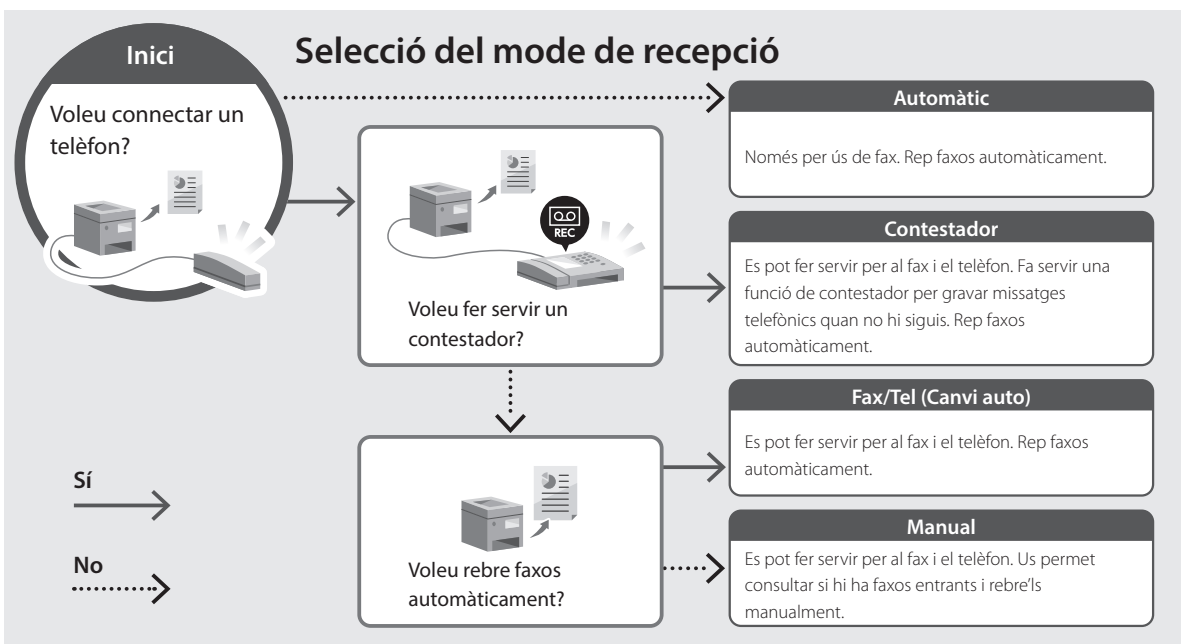 Inici
Selecció del mode de recepció
Voleu connectar un
telèfon?
Automàtic
Només per ús de fax. Rep faxos automàticament.
REC
Voleu fer servir un
contestador?
Contestador
Es pot fer servir per al fax i el telèfon. Fa servir una
funció de contestador per gravar missatges
telefònics quan no hi siguis. Rep faxos
automàticament.
Fax/Tel (Canvi auto)
Es pot fer servir per al fax i el telèfon. Rep faxos
automàticament.
Voleu rebre faxos
automàticament?
Manual
Es pot fer servir per al fax i el telèfon. Us permet
consultar si hi ha faxos entrants i rebre’ls
manualment.
Sí
No